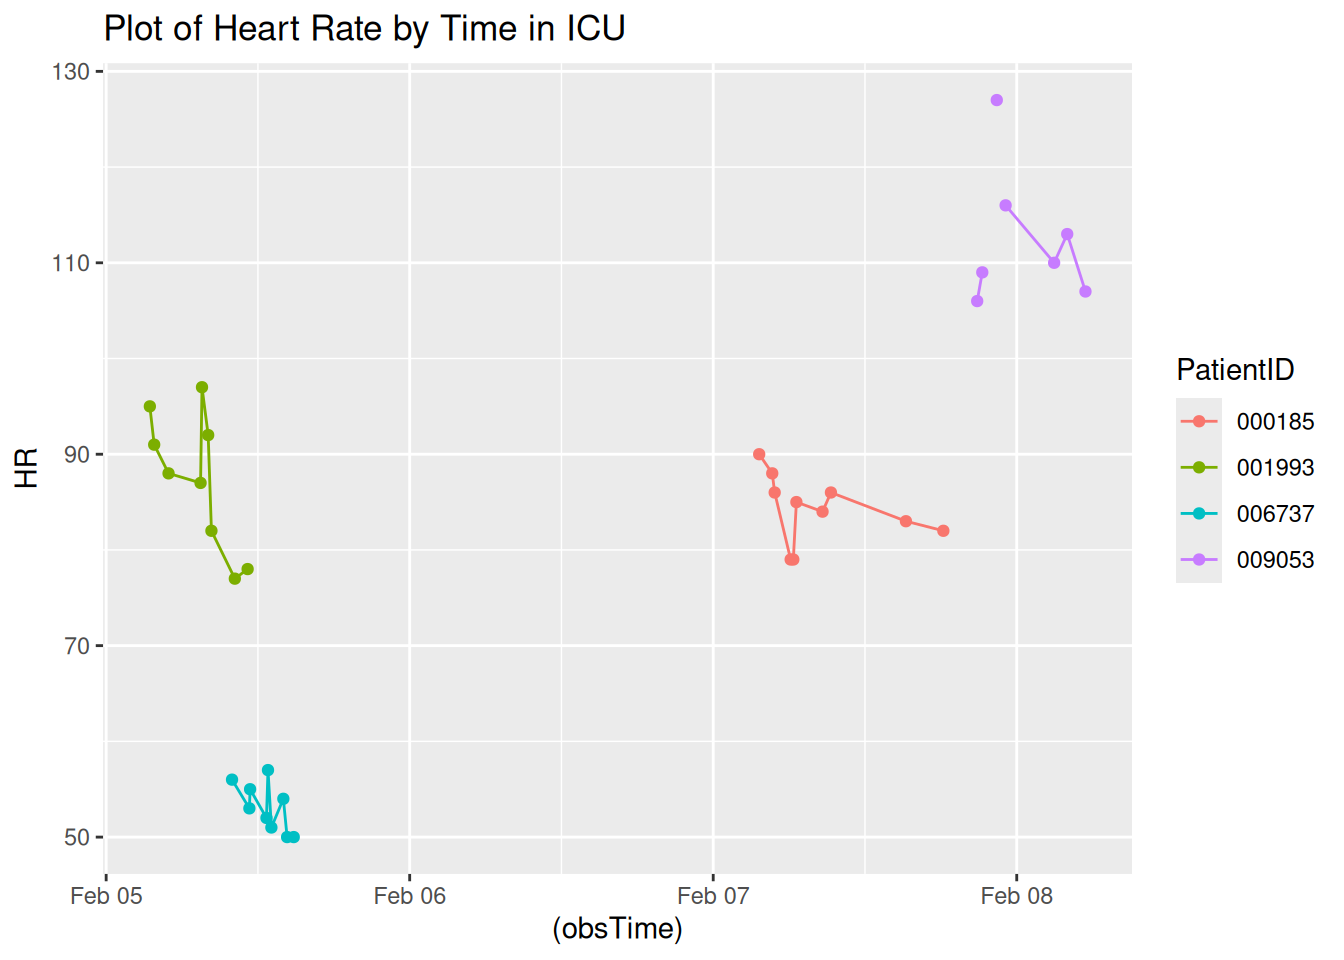 Plot of Heart Rate by Time in ICU
130
110
90
70
50
HR
Feb 05
Feb 06
Feb 07
Feb 08
(obsTime)
PatientID
000185
001993
006737
009053